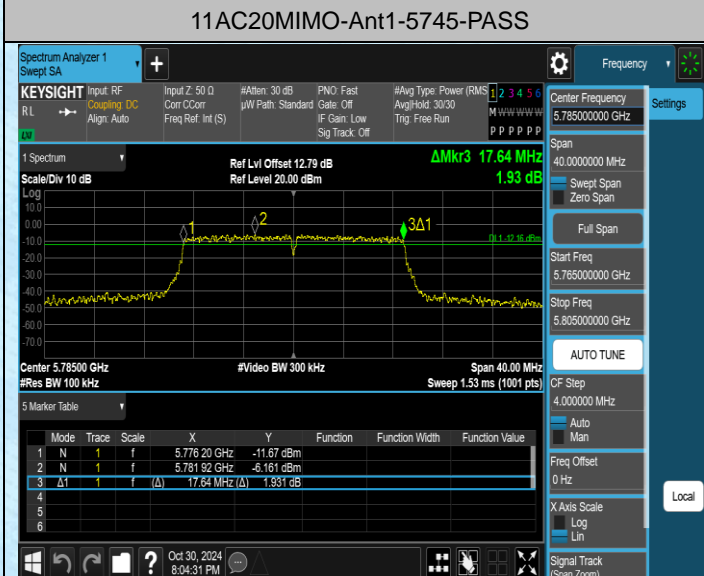 11AC20MIMO-Ant1-5745-PASS
Spectrum Analyzer 1
Swept SA
+
Frequency
KEYSIGHT
RL
LXI
Input: RF
Coupling: DC
Align: Auto
Input Z: 50 Ω
Corr CCorr
Freq Ref: Int (S)
#Atten: 30 dB
µW Path: Standard
PNO: Fast
Gate: Off
IF Gain: Low
Sig Track: Off
#Avg Type: Power (RMS
Avg|Hold: 30/30
Trig: Free Run
1 2 3 4 5 6
M W W W W W
P P P P P P
Center Frequency
5.785000000 GHz
Settings
Span
40.0000000 MHz
Swept Span
Zero Span
Full Span
Start Freq
5.765000000 GHz
Stop Freq
5.805000000 GHz
AUTO TUNE
CF Step
4.000000 MHz
Auto
Man
Freq Offset
0 Hz
X Axis Scale
Log
Lin
Signal Track
(Span Zoom)
Local
1 Spectrum
Scale/Div 10 dB
Ref Lvl Offset 12.79 dB
Ref Level 20.00 dBm
ΔMkr3 17.64 MHz
1.93 dB
Log
10.0
0.00
-10.0
-20.0
-30.0
-40.0
-50.0
-60.0
-70.0
1
2
3Δ1
DL1 -12.16 dBm
Center 5.78500 GHz
#Video BW 300 kHz
Span 40.00 MHz
#Res BW 100 kHz
Sweep 1.53 ms (1001 pts)
5 Marker Table
Mode Trace Scale X Y Function Function Width Function Value
1 N 1 f 5.776 20 GHz -11.67 dBm
2 N 1 f 5.781 92 GHz -6.161 dBm
3 Δ1 1 f (Δ) 17.64 MHz (Δ) 1.931 dB
4
5
6
?
Oct 30, 2024
8:04:31 PM